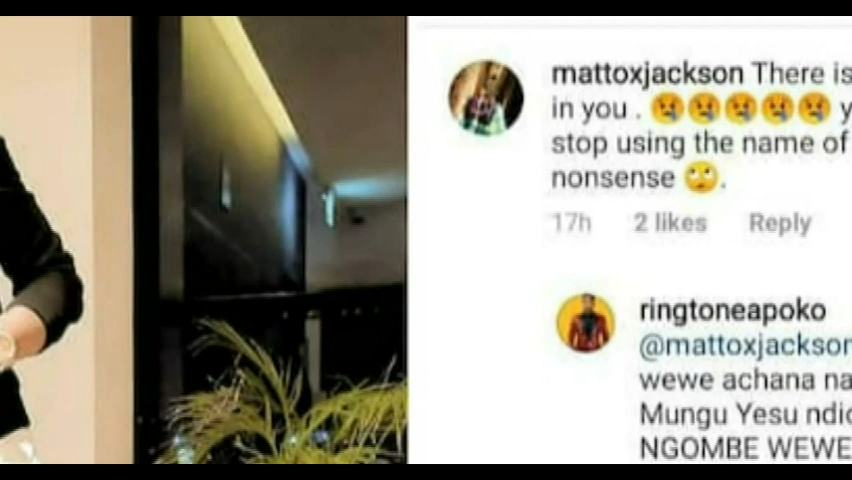 mattoxjackson There is
in you . 😢😢😢😢😢 y
stop using the name of
nonsense 🙄.
17h 2 likes Reply
ringtoneapoko
@mattoxjackson
wewe achana na
Mungu Yesu ndio
NGOMBE WEWE